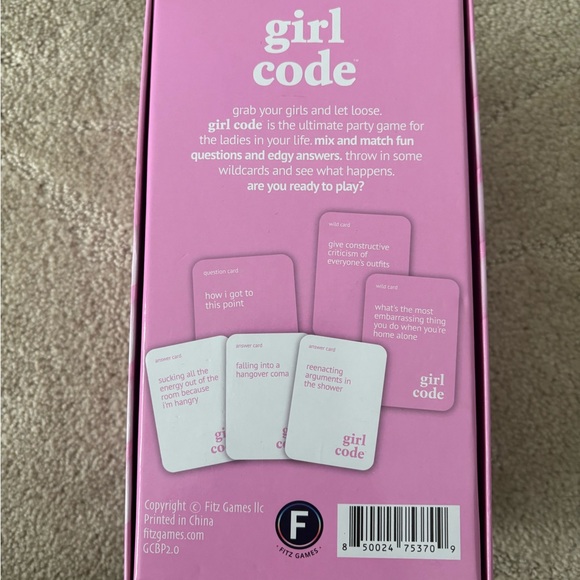 girl
code™
grab your girls and let loose.
girl code is the ultimate party game for
the ladies in your life. mix and match fun
questions and edgy answers. throw in some
wildcards and see what happens.
are you ready to play?
wild card
give constructive
criticism of
everyone's outfits
question card
how i got to
this point
wild card
what's the most
embarrassing thing
you do when you're
home alone
girl
code
answer card
sucking all the
energy out of the
room because
i'm hangry
gi
co
answer card
falling into a
hangover coma
gi
co
answer card
reenacting
arguments in
the shower
girl
code
Copyright © Fitz Games llc
Printed in China
fitzgames.com
GCBP2.0
F
· FITZ GAMES ·
8 50024 75370 9